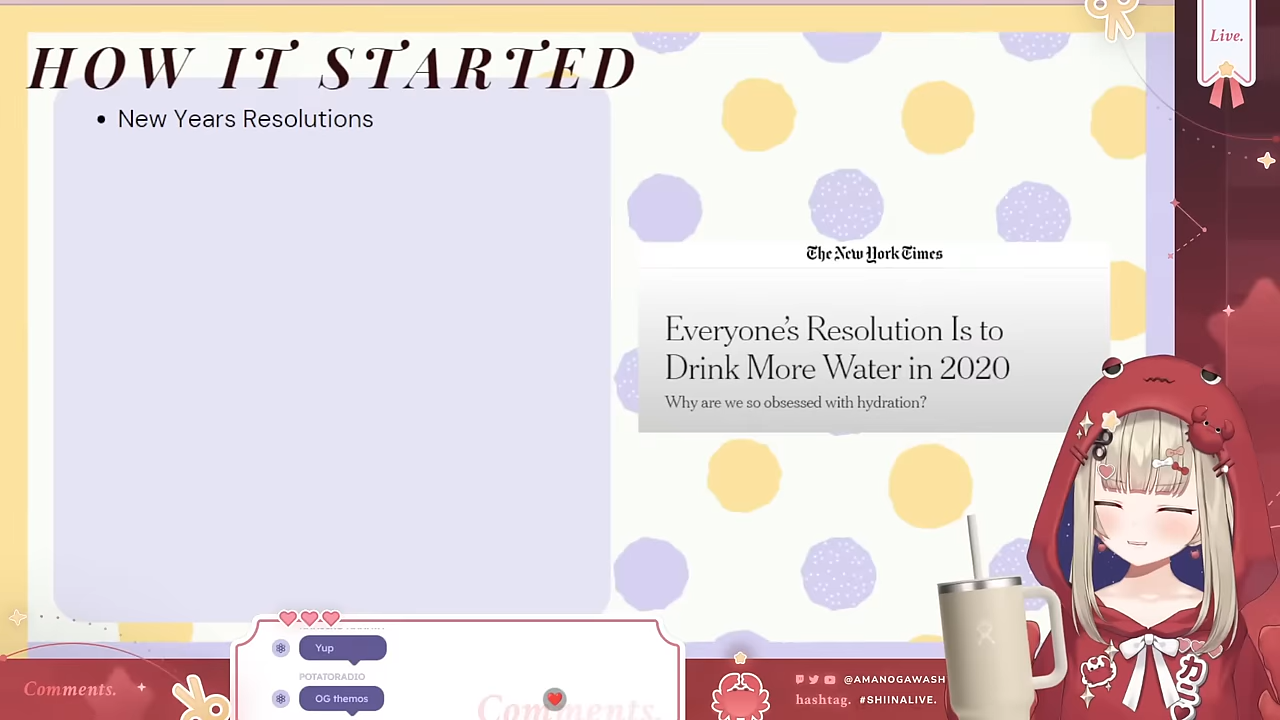 HOW IT STARTED
• New Years Resolutions
Live.
The New York Times
Everyone's Resolution Is to
Drink More Water in 2020
Why are we so obsessed with hydration?
Yup
POTATORADIO
OG themos
Comments.
Comments.
@AMANOGAWASH
hashtag. #SHIINALIVE.